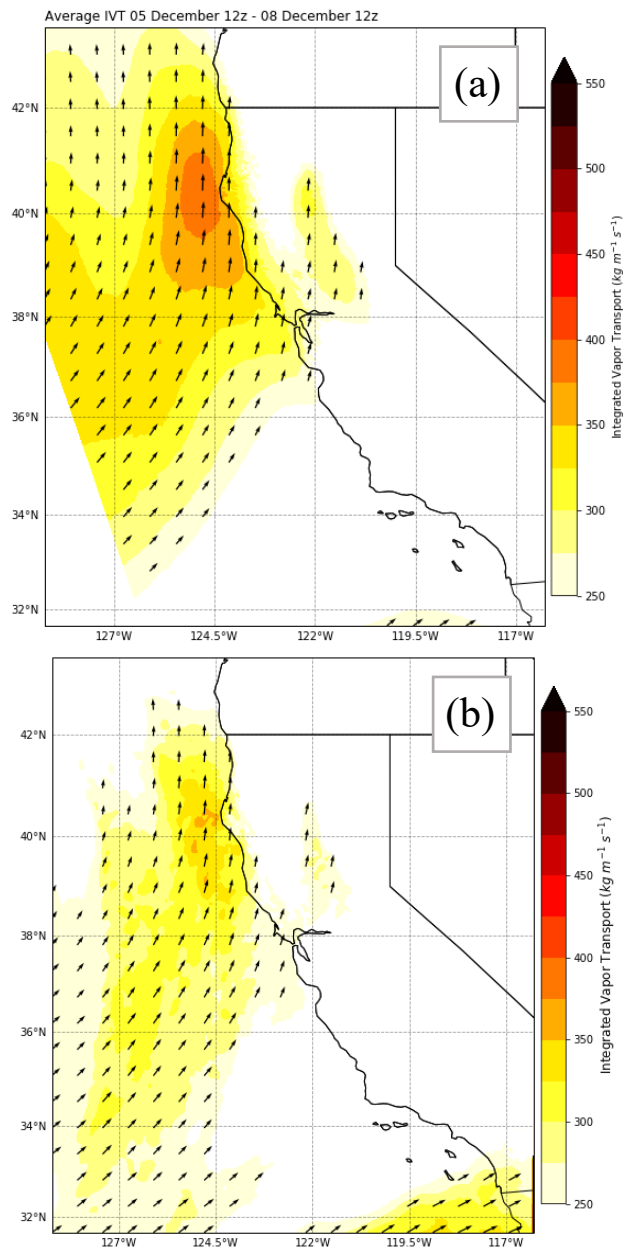 Average IVT 05 December 12z - 08 December 12z
(a)
42°N
40°N
38°N
36°N
34°N
32°N
127°W
124.5°W
122°W
119.5°W
117°W
550
500
450
400
350
300
250
Integrated Vapor Transport (kg m⁻¹ s⁻¹)
(b)
42°N
40°N
38°N
36°N
34°N
32°N
127°W
124.5°W
122°W
119.5°W
117°W
550
500
450
400
350
300
250
Integrated Vapor Transport (kg m⁻¹ s⁻¹)